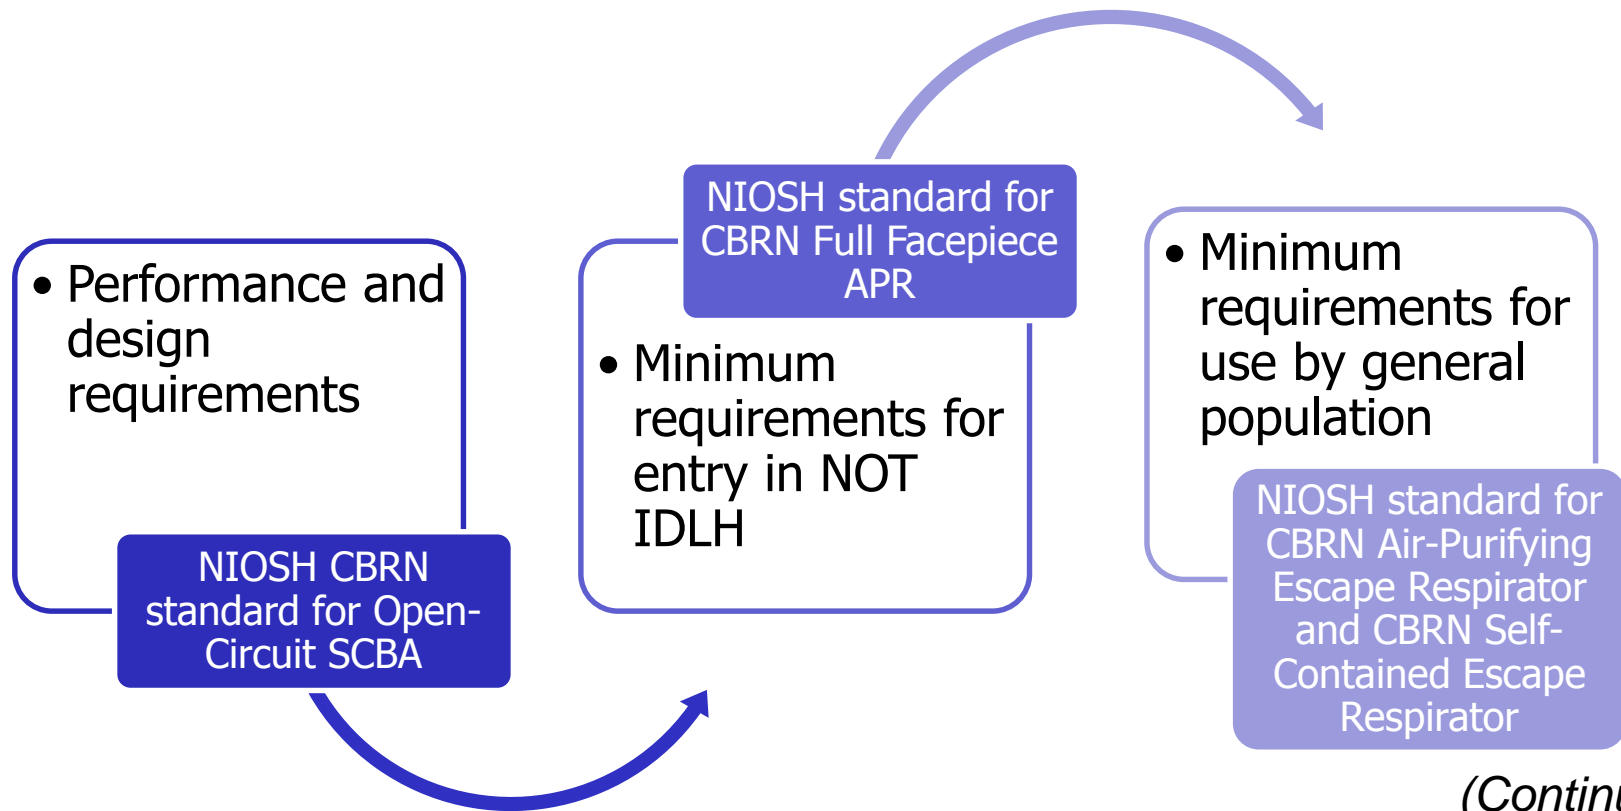 • Performance and
design
requirements
NIOSH CBRN
standard for Open-
Circuit SCBA
NIOSH standard for
CBRN Full Facepiece
APR
• Minimum
requirements for
entry in NOT
IDLH
• Minimum
requirements for
use by general
population
NIOSH standard for
CBRN Air-Purifying
Escape Respirator
and CBRN Self-
Contained Escape
Respirator
(Continu